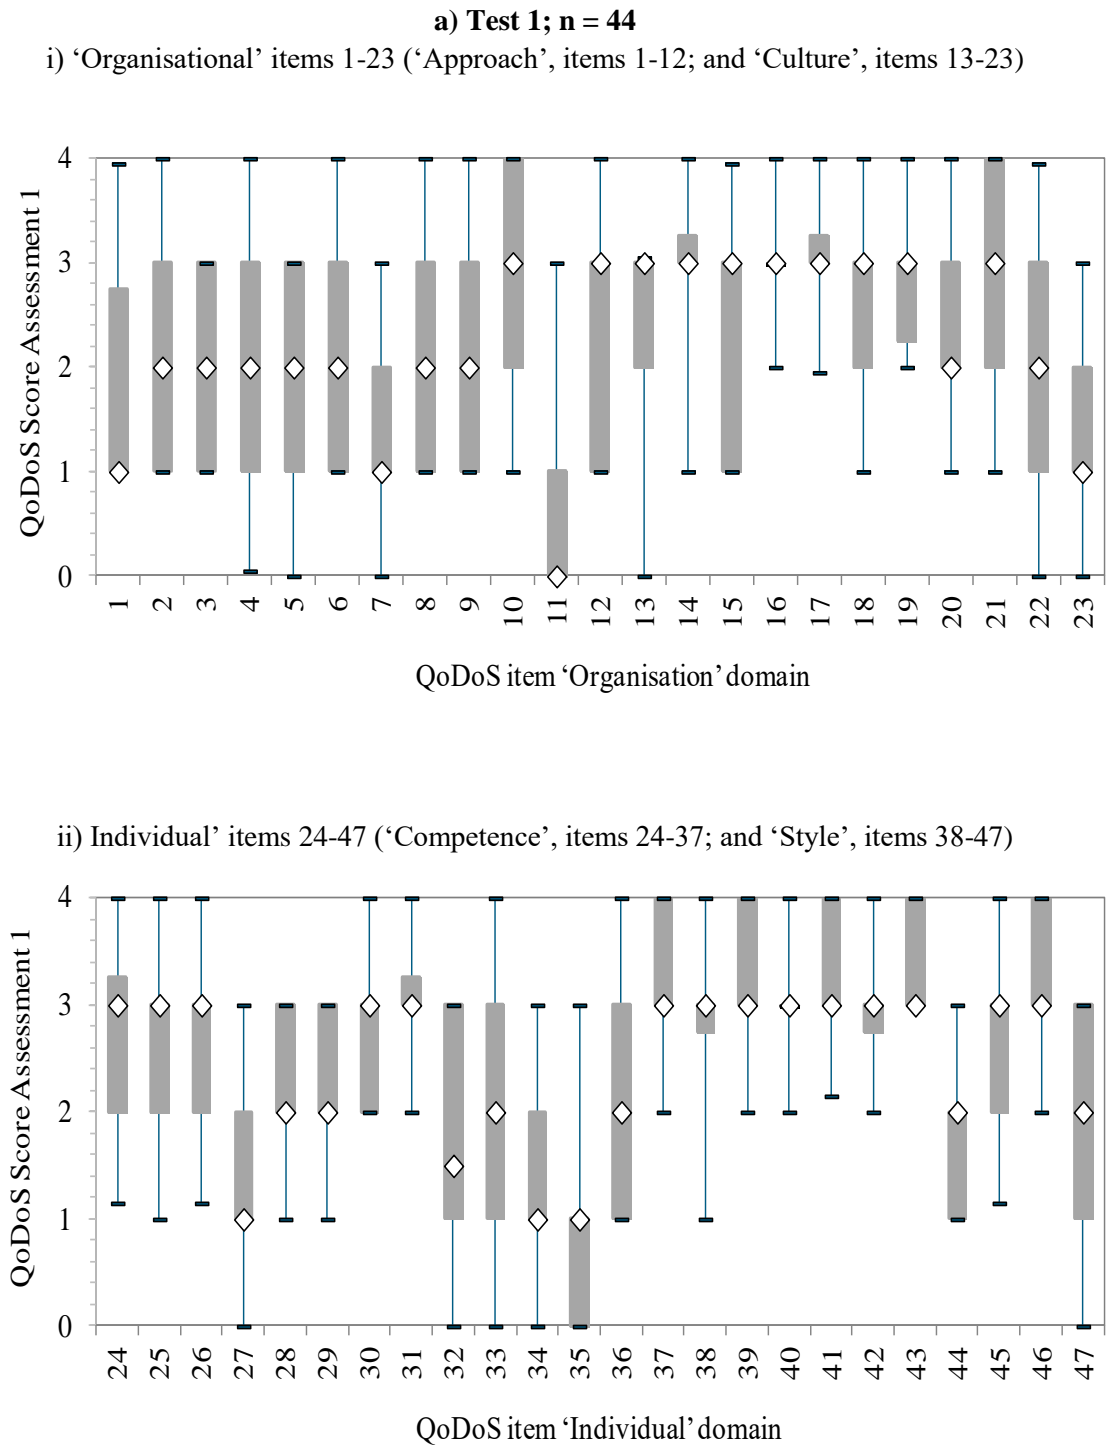 a) Test 1; n = 44
i) ‘Organisational’ items 1-23 (‘Approach’, items 1-12; and ‘Culture’, items 13-23)
QoDoS Score Assessment 1
4
3
2
1
0
1 2 3 4 5 6 7 8 9 10 11 12 13 14 15 16 17 18 19 20 21 22 23
QoDoS item ‘Organisation’ domain
ii) Individual’ items 24-47 (‘Competence’, items 24-37; and ‘Style’, items 38-47)
QoDoS Score Assessment 1
4
3
2
1
0
24 25 26 27 28 29 30 31 32 33 34 35 36 37 38 39 40 41 42 43 44 45 46 47
QoDoS item ‘Individual’ domain